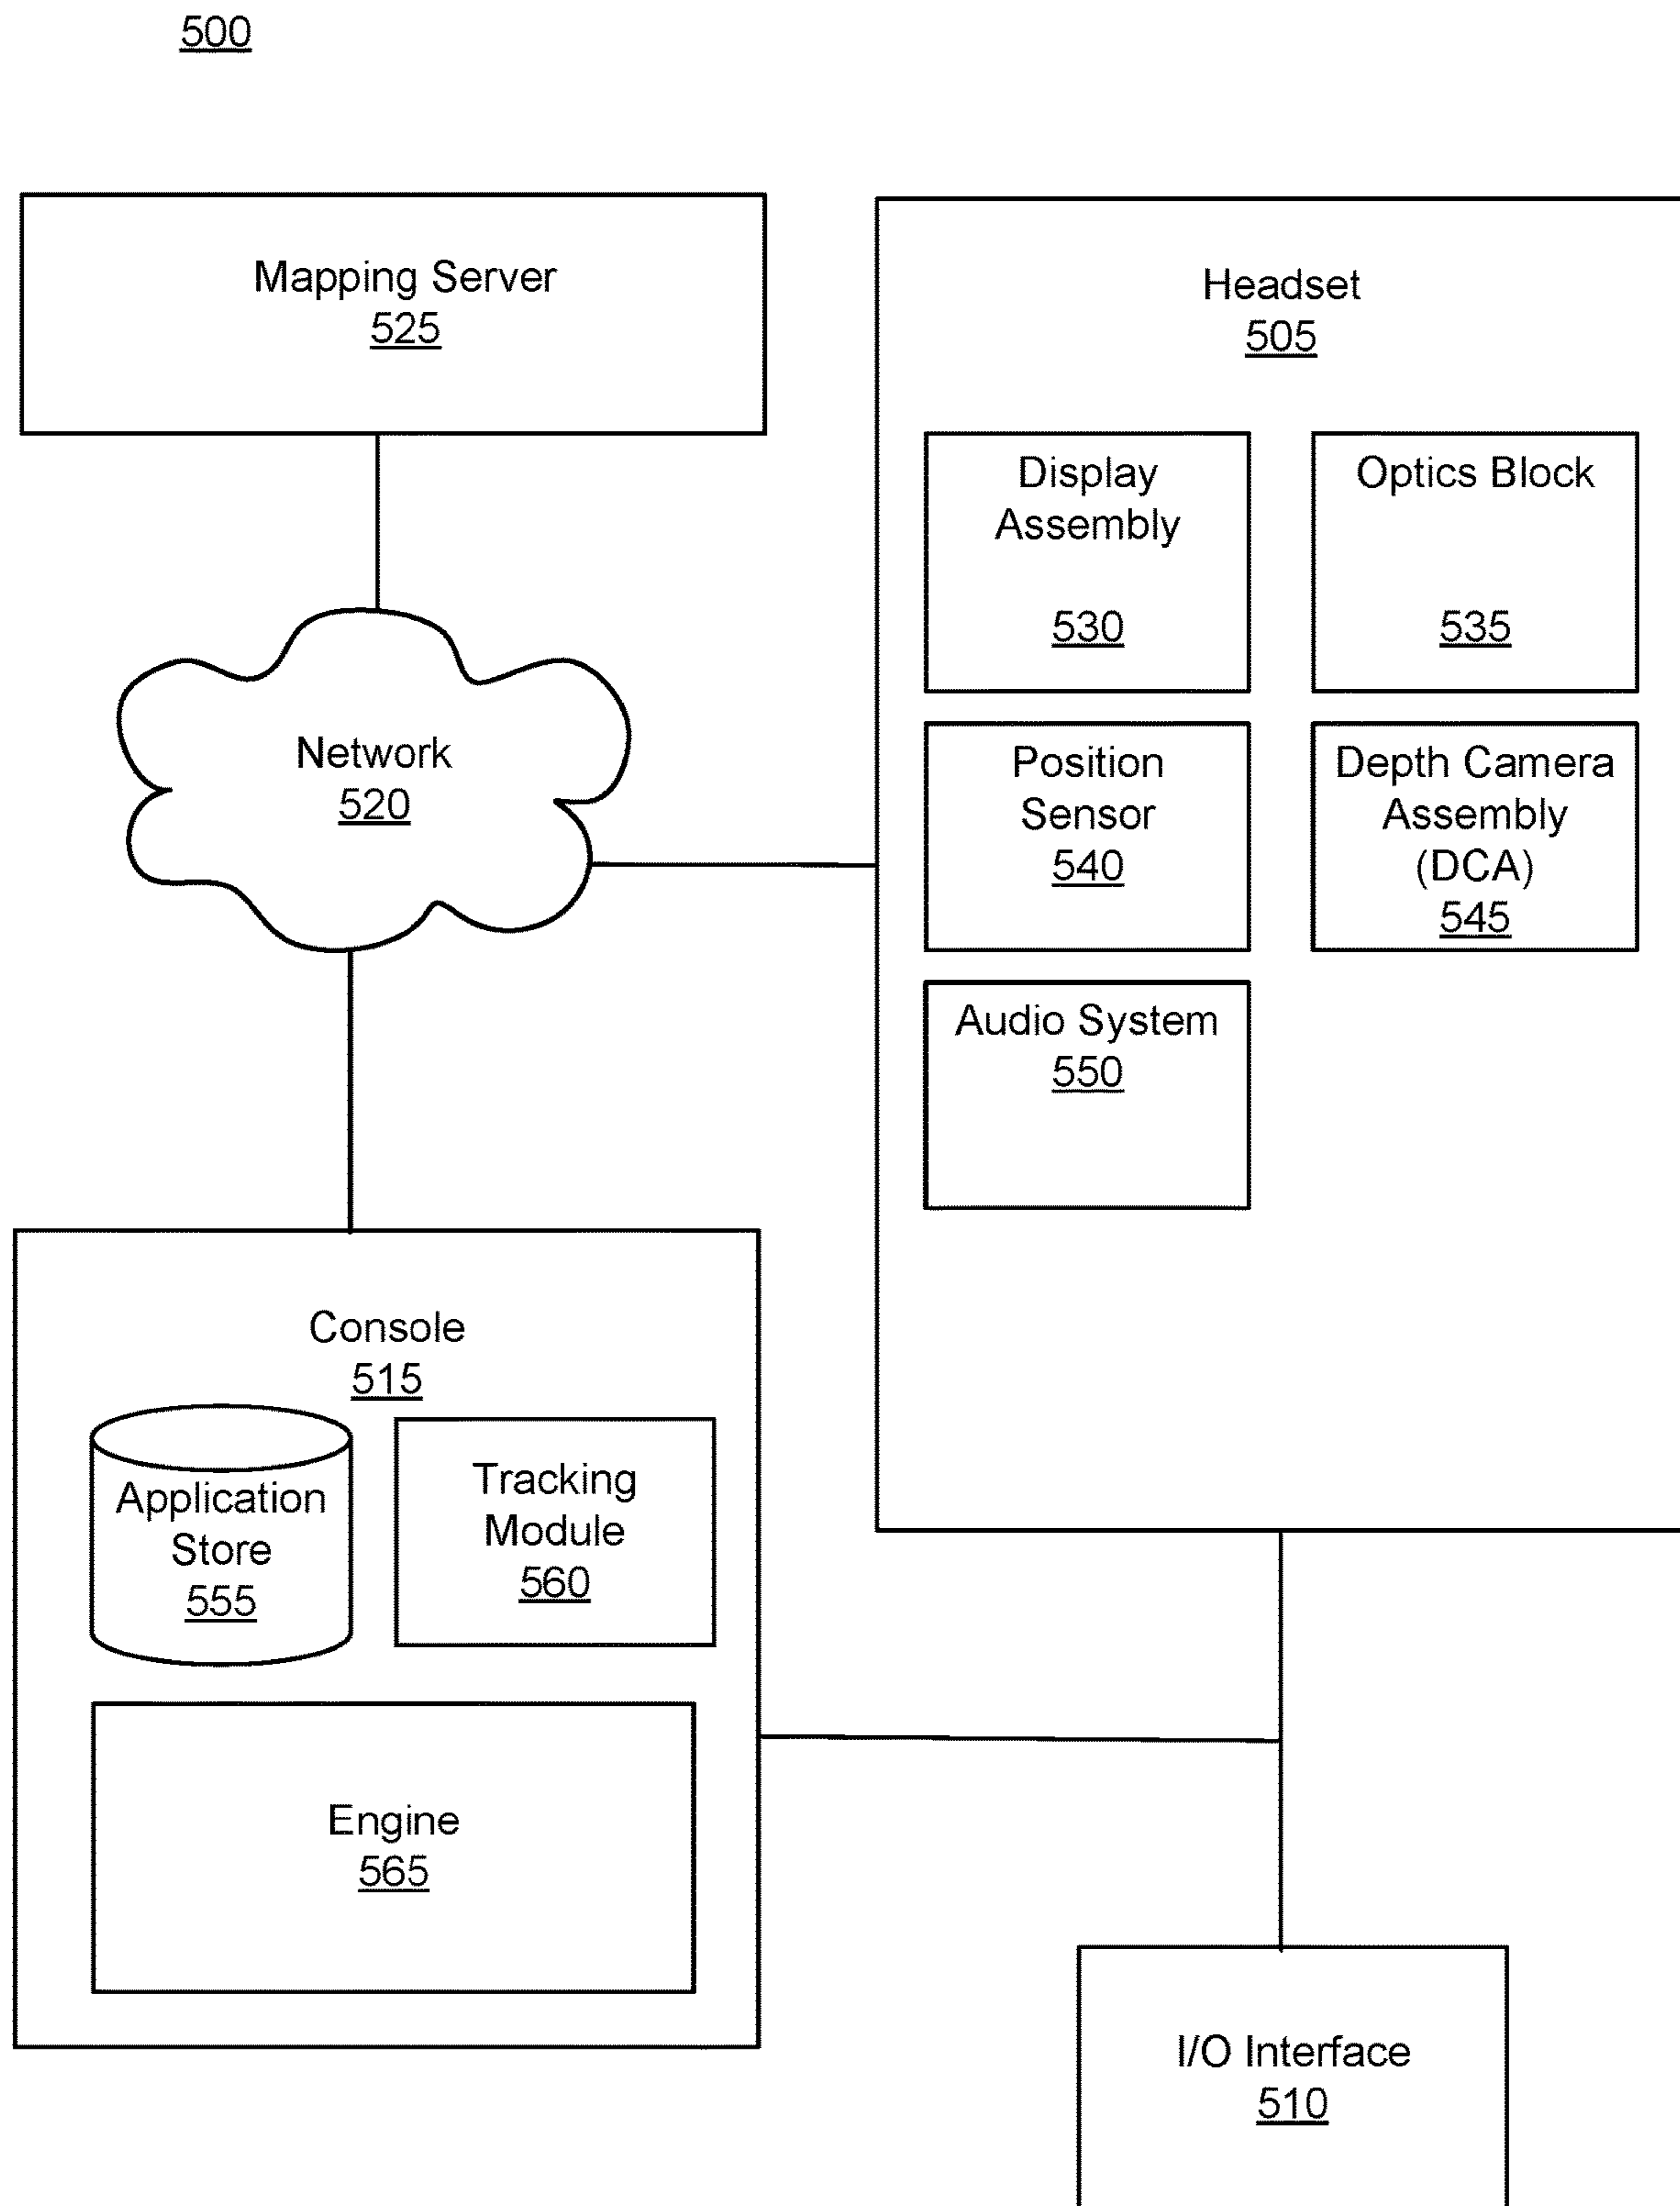 500
Mapping Server
525
Headset
505
Display
Assembly
530
Optics Block
535
Network
520
Position
Sensor
540
Depth Camera
Assembly
(DCA)
545
Audio System
550
Console
515
Application
Store
555
Tracking
Module
560
Engine
565
I/O Interface
510